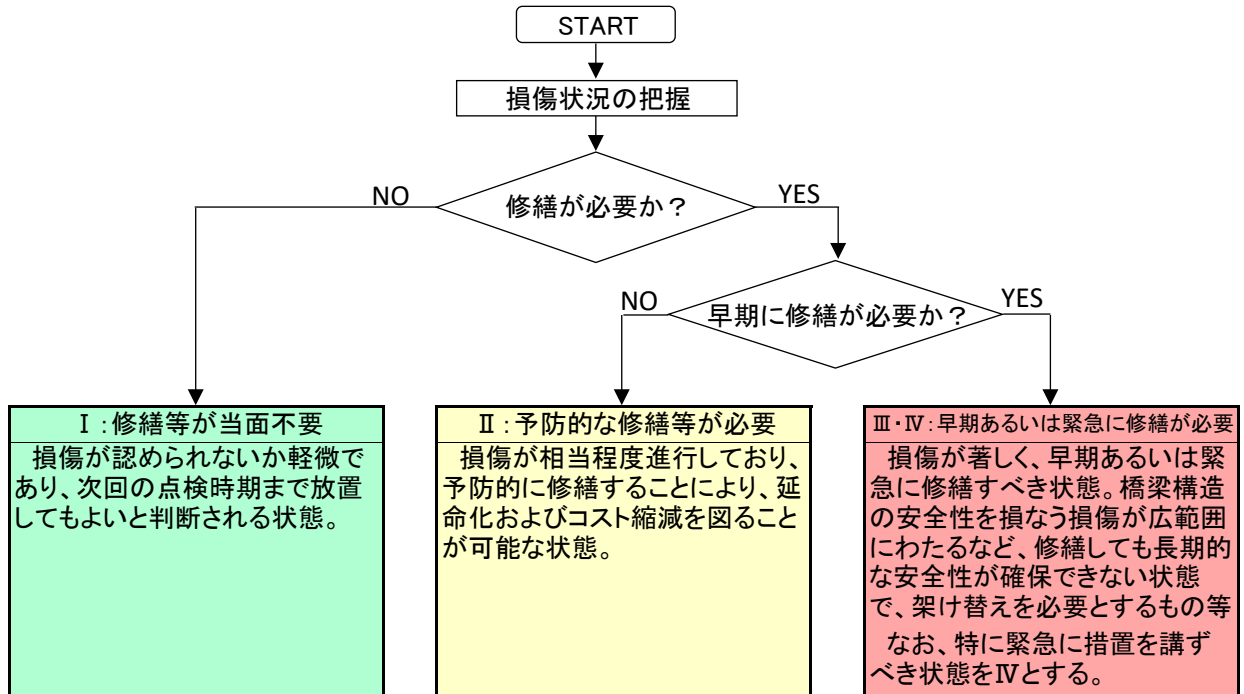 START
損傷状況の把握
修繕が必要か？
NO
YES
早期に修繕が必要か？
NO
YES
Ⅰ：修繕等が当面不要
損傷が認められないか軽微で
あり、次回の点検時期まで放置
してもよいと判断される状態。
Ⅱ：予防的な修繕等が必要
損傷が相当程度進行しており、
予防的に修繕することにより、延
命化およびコスト縮減を図ること
が可能な状態。
Ⅲ・Ⅳ：早期あるいは緊急に修繕が必要
損傷が著しく、早期あるいは緊
急に修繕すべき状態。橋梁構造
の安全性を損なう損傷が広範囲
にわたるなど、修繕しても長期的
な安全性が確保できない状態
で、架け替えを必要とするもの等
なお、特に緊急に措置を講ず
べき状態をⅣとする。